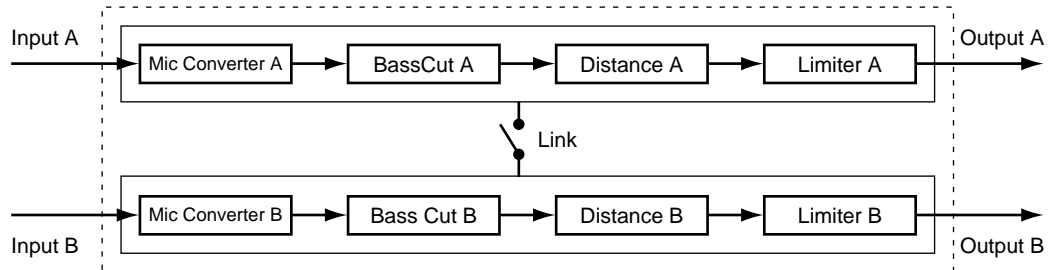 Input A
Output A
Mic Converter A
BassCut A
Distance A
Limiter A
Link
Mic Converter B
Bass Cut B
Distance B
Limiter B
Input B
Output B